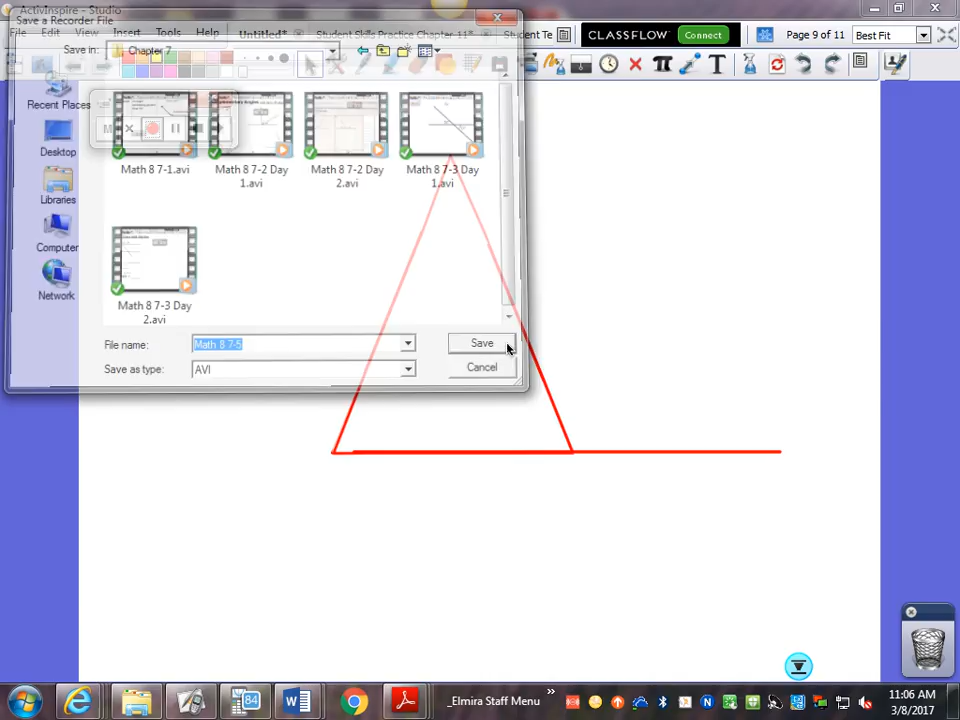 ActivInspire - Studio
Save a Recorder File
File Edit View Insert Tools Help
Untitled*
Student Skills Practice Chapter 11*
Student Te
CLASSFLOW Connect
Page 9 of 11
Best Fit
Save in: Chapter 7
Recent Places
Desktop
Libraries
Computer
Network
Math 8 7-1.avi
Math 8 7-2 Day 1.avi
Math 8 7-2 Day 2.avi
Math 8 7-3 Day 1.avi
Math 8 7-3 Day 2.avi
File name: Math 8 7-5 Save
Save as type: AVI Cancel
84
_Elmira Staff Menu
»
11:06 AM
3/8/2017